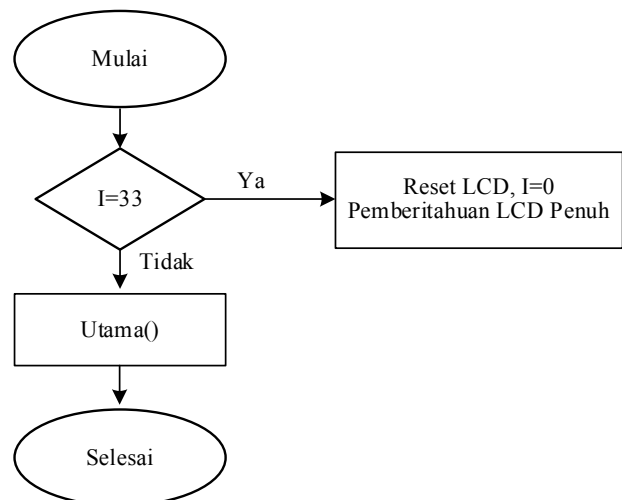 Mulai
I=33
Ya
Reset LCD, I=0
Pemberitahuan LCD Penuh
Tidak
Utama()
Selesai